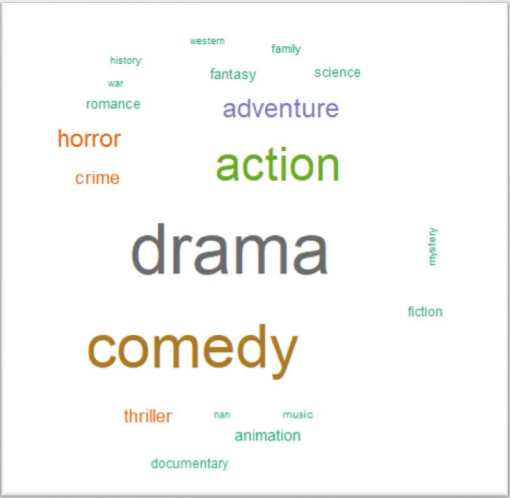 western
family
history
fantasy
science
war
romance
adventure
horror
action
crime
drama
mystery
fiction
comedy
thriller
nan
music
animation
documentary